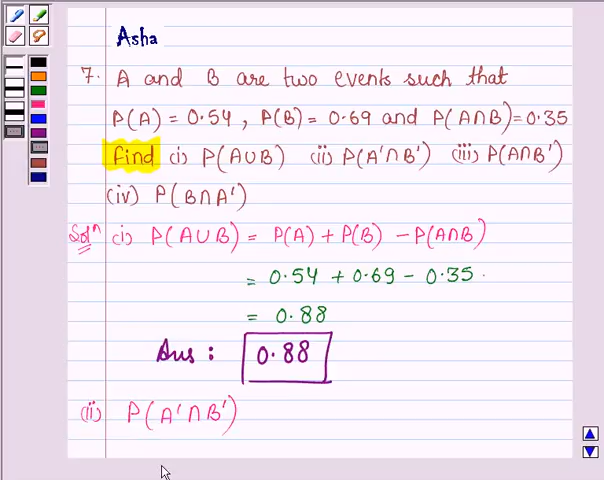 Asha
7. A and B are two events such that
P(A) = 0.54, P(B) = 0.69 and P(A∩B) = 0.35
Find (i) P(A∪B) (ii) P(A'∩B') (iii) P(A∩B')
(iv) P(B∩A')
Solⁿ (i) P(A∪B) = P(A) + P(B) - P(A∩B)
= 0.54 + 0.69 - 0.35
= 0.88
Ans : 0.88
(ii) P(A'∩B')